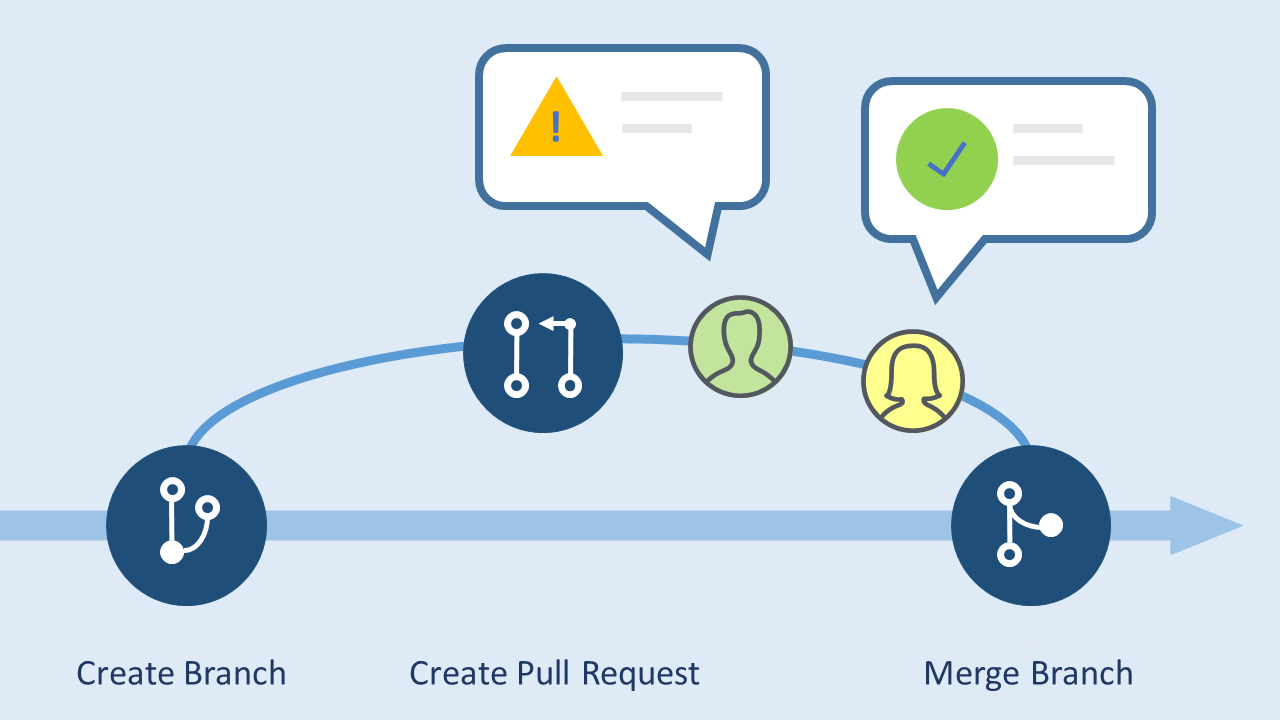 !
Create Branch
Create Pull Request
Merge Branch